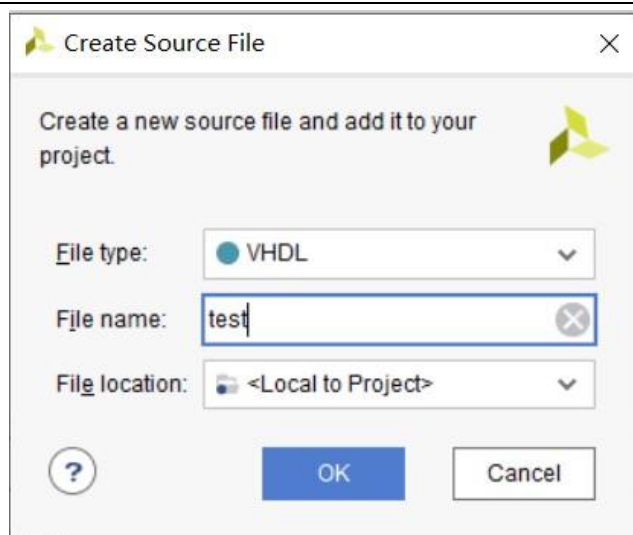 Create Source File
Create a new source file and add it to your
project.
File type: VHDL
File name: test
File location: <Local to Project>
? OK Cancel